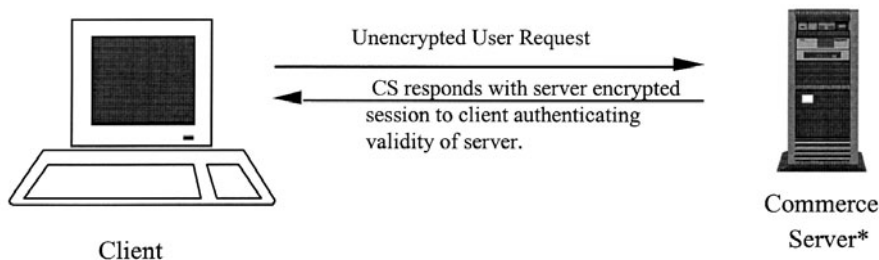 Unencrypted User Request
CS responds with server encrypted
session to client authenticating
validity of server.
Commerce
Server*
Client